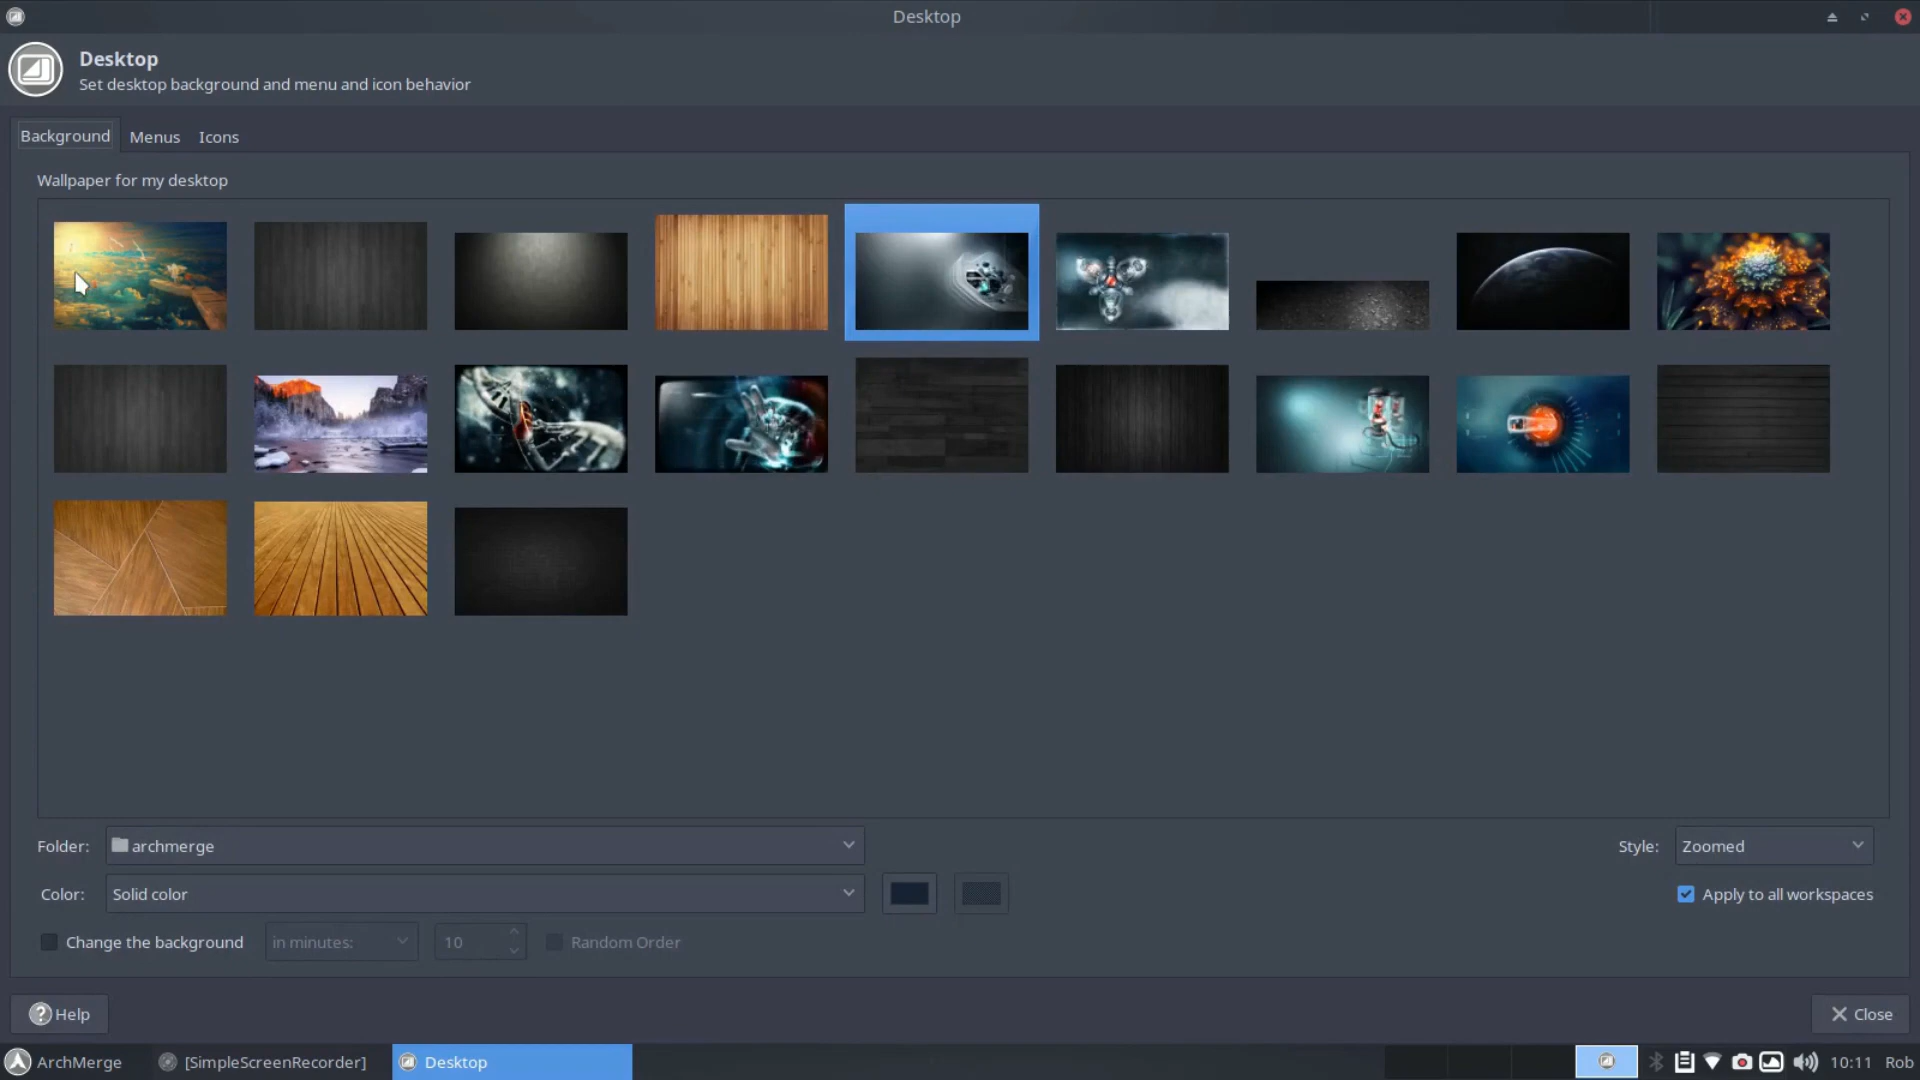 Desktop
Desktop
Set desktop background and menu and icon behavior
Background Menus Icons
Wallpaper for my desktop
Folder: archmerge Style: Zoomed
Color: Solid color Apply to all workspaces
Change the background in minutes: 10 Random Order
Help Close
ArchMerge [SimpleScreenRecorder] Desktop 10:11 Rob